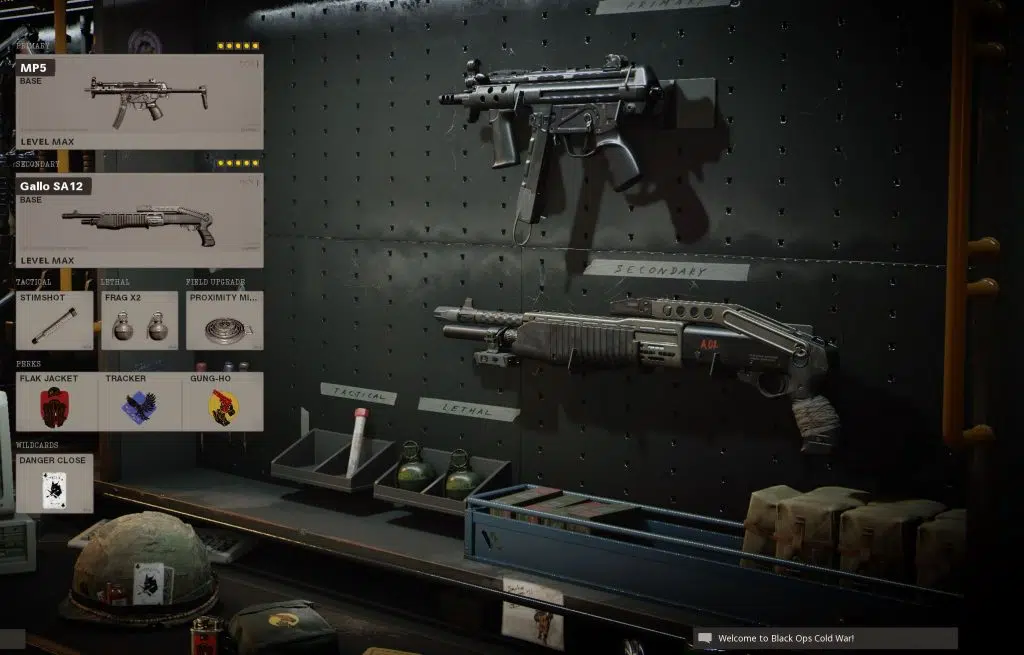 PRIMARY
MP5
BASE
LEVEL MAX
SECONDARY
Gallo SA12
BASE
LEVEL MAX
TACTICAL
LETHAL
FIELD UPGRADE
STIMSHOT
FRAG X2
PROXIMITY MI...
PERKS
FLAK JACKET
TRACKER
GUNG-HO
WILDCARDS
DANGER CLOSE
PRIMARY
SECONDARY
TACTICAL
LETHAL
Welcome to Black Ops Cold War!